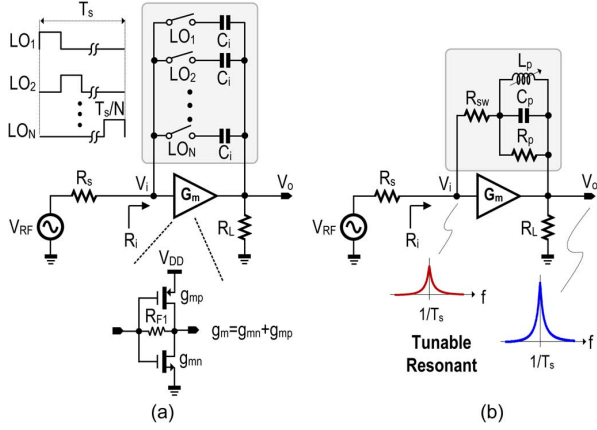 Ts
LO1
LO2
Ts/N
LON
LO1
Ci
LO2
Ci
LON
Ci
Rs
Vi
Gm
Vo
VRF
Ri
RL
VDD
gmp
RF1
gmn
gm=gmn+gmp
(a)
Lp
Rsw
Cp
Rp
Rs
Vi
Gm
Vo
VRF
Ri
RL
f
1/Ts
f
1/Ts
Tunable
Resonant
(b)